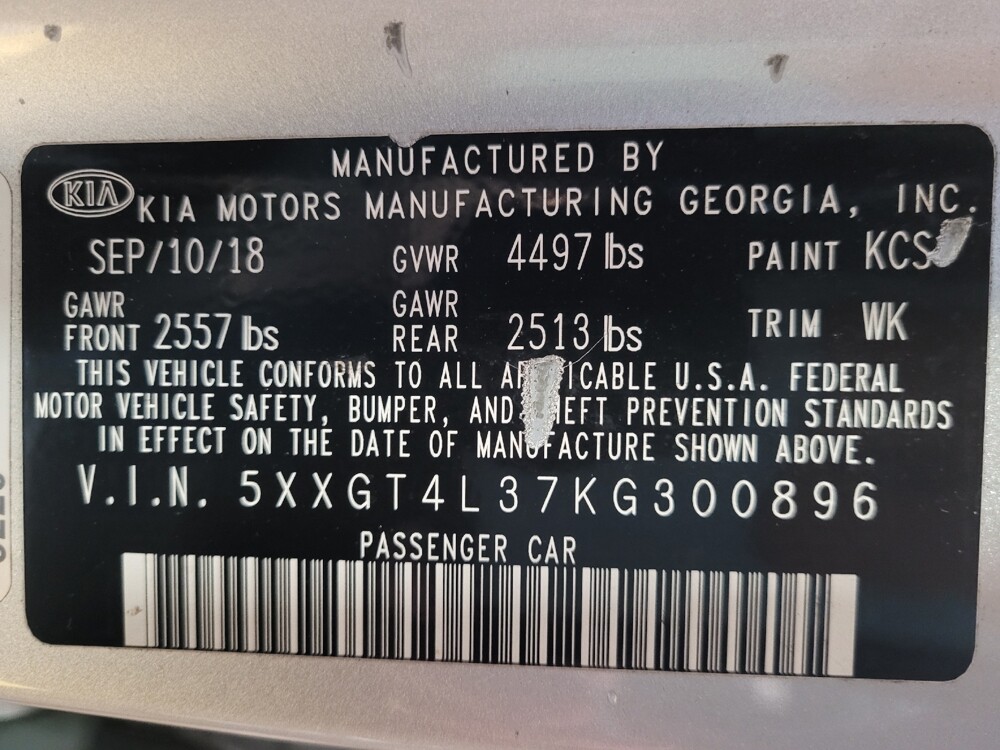 MANUFACTURED BY
KIA KIA MOTORS MANUFACTURING GEORGIA, INC.
SEP/10/18 GVWR 4497 lbs PAINT KCS
GAWR FRONT 2557 lbs GAWR REAR 2513 lbs TRIM WK
THIS VEHICLE CONFORMS TO ALL U.S.A. FEDERAL
MOTOR VEHICLE SAFETY, BUMPER, AND PREVENTION STANDARDS
IN EFFECT ON THE DATE OF MANUFACTURE SHOWN ABOVE.
V.I.N. 5XXGT4L37KG300896
PASSENGER CAR